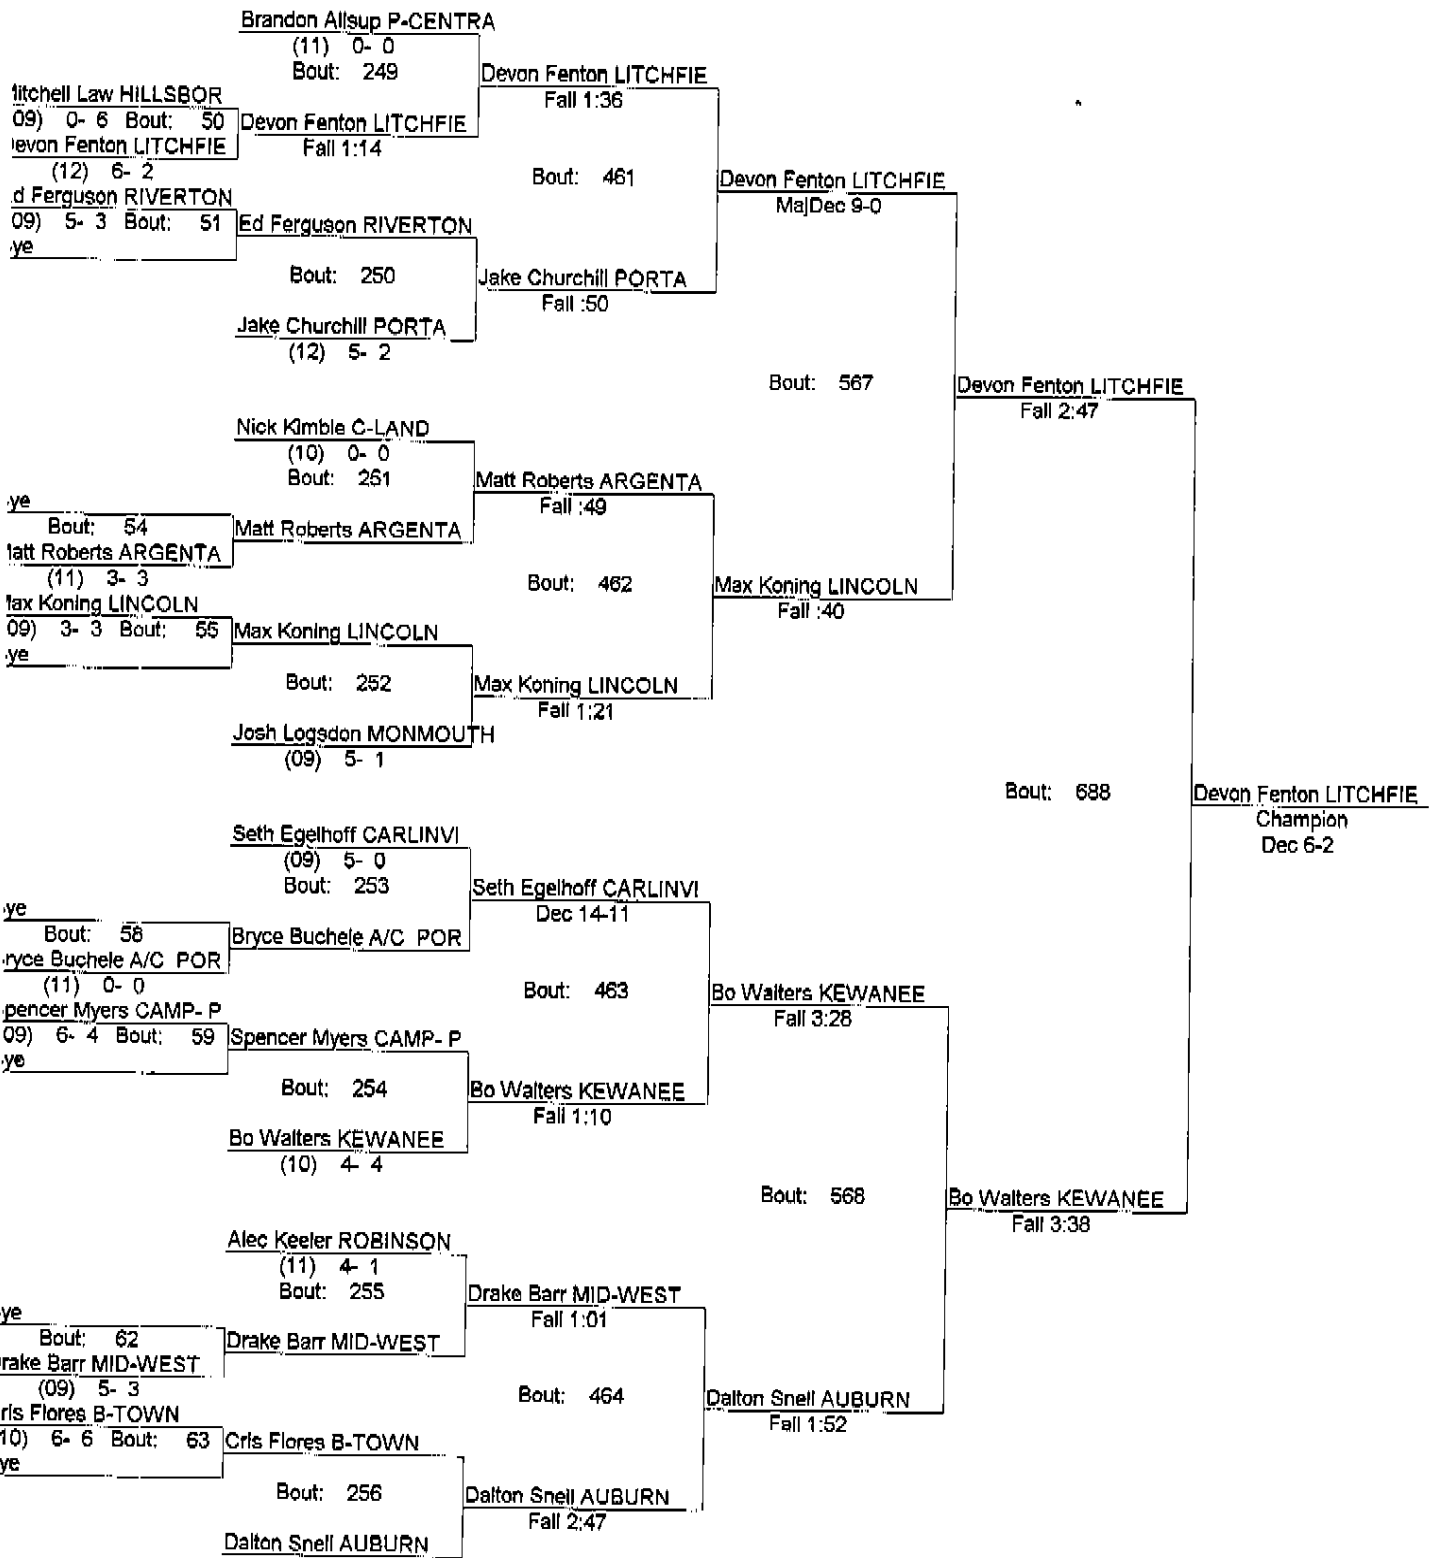 Brandon Allsup P-CENTRA
(11) 0- 0
Bout: 249
Devon Fenton LITCHFIE
Fall 1:36
litchell Law HILLSBOR
09) 0- 6 Bout: 50
Devon Fenton LITCHFIE
Fall 1:14
evon Fenton LITCHFIE
(12) 6- 2
Bout: 461
Devon Fenton LITCHFIE
MajDec 9-0
d Ferguson RIVERTON
09) 5- 3 Bout: 51
ye
Ed Ferguson RIVERTON
Bout: 250
Jake Churchill PORTA
Fall :50
Jake Churchill PORTA
(12) 5- 2
Bout: 567
Devon Fenton LITCHFIE
Fall 2:47
Nick Kimble C-LAND
(10) 0- 0
Bout: 251
Matt Roberts ARGENTA
Fall :49
ye
Bout: 54
Matt Roberts ARGENTA
latt Roberts ARGENTA
(11) 3- 3
Bout: 462
Max Koning LINCOLN
Fall :40
lax Koning LINCOLN
09) 3- 3 Bout: 55
ye
Max Koning LINCOLN
Bout: 252
Max Koning LINCOLN
Fall 1:21
Josh Logsdon MONMOUTH
(09) 5- 1
Bout: 688
Devon Fenton LITCHFIE
Champion
Dec 6-2
Seth Egelhoff CARLINVI
(09) 5- 0
Bout: 253
Seth Egelhoff CARLINVI
Dec 14-11
ye
Bout: 58
Bryce Buchele A/C POR
ryce Buchele A/C POR
(11) 0- 0
Bout: 463
Bo Walters KEWANEE
Fall 3:28
pencer Myers CAMP- P
09) 6- 4 Bout: 59
ye
Spencer Myers CAMP- P
Bout: 254
Bo Walters KEWANEE
Fall 1:10
Bo Walters KEWANEE
(10) 4- 4
Bout: 568
Bo Walters KEWANEE
Fall 3:38
Alec Keeler ROBINSON
(11) 4- 1
Bout: 255
Drake Barr MID-WEST
Fall 1:01
ye
Bout: 62
Drake Barr MID-WEST
rake Barr MID-WEST
(09) 5- 3
Bout: 464
Dalton Snell AUBURN
Fall 1:52
ris Flores B-TOWN
10) 6- 6 Bout: 63
ye
Cris Flores B-TOWN
Bout: 256
Dalton Snell AUBURN
Fall 2:47
Dalton Snell AUBURN